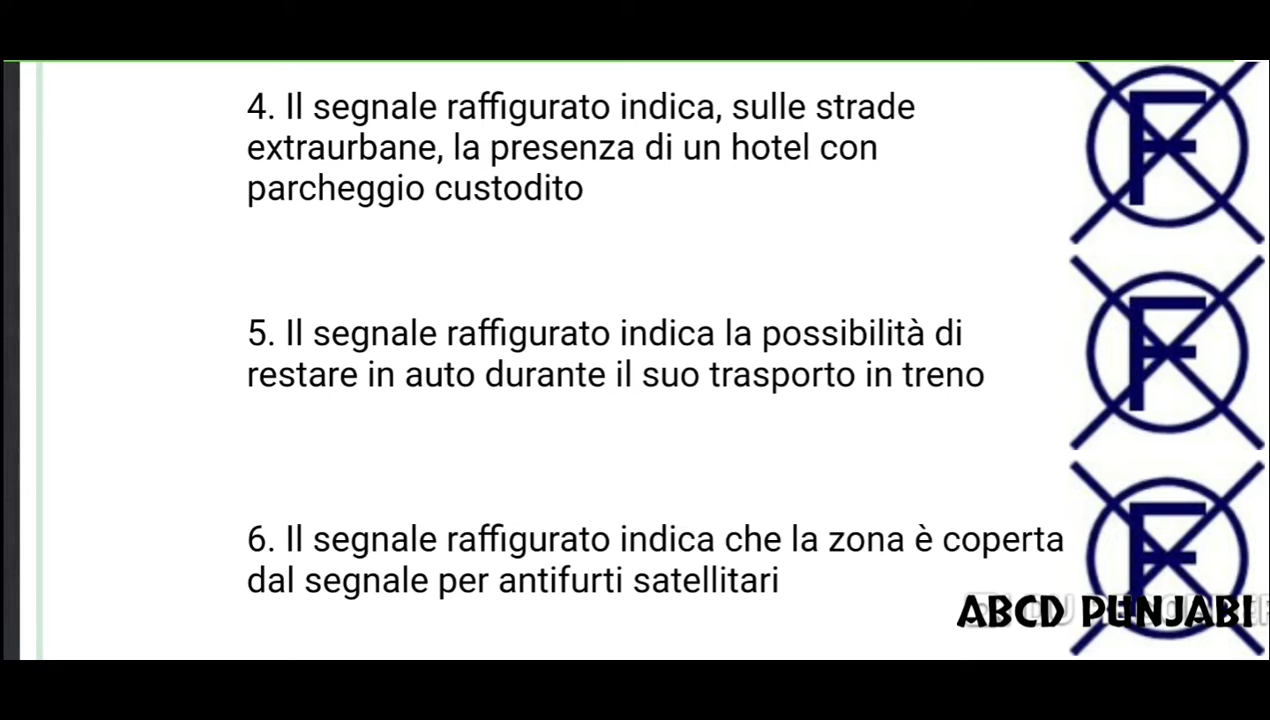 4. Il segnale raffigurato indica, sulle strade
extraurbane, la presenza di un hotel con
parcheggio custodito
F
5. Il segnale raffigurato indica la possibilità di
restare in auto durante il suo trasporto in treno
F
6. Il segnale raffigurato indica che la zona è coperta
dal segnale per antifurti satellitari
F
ABCD PUNJABI